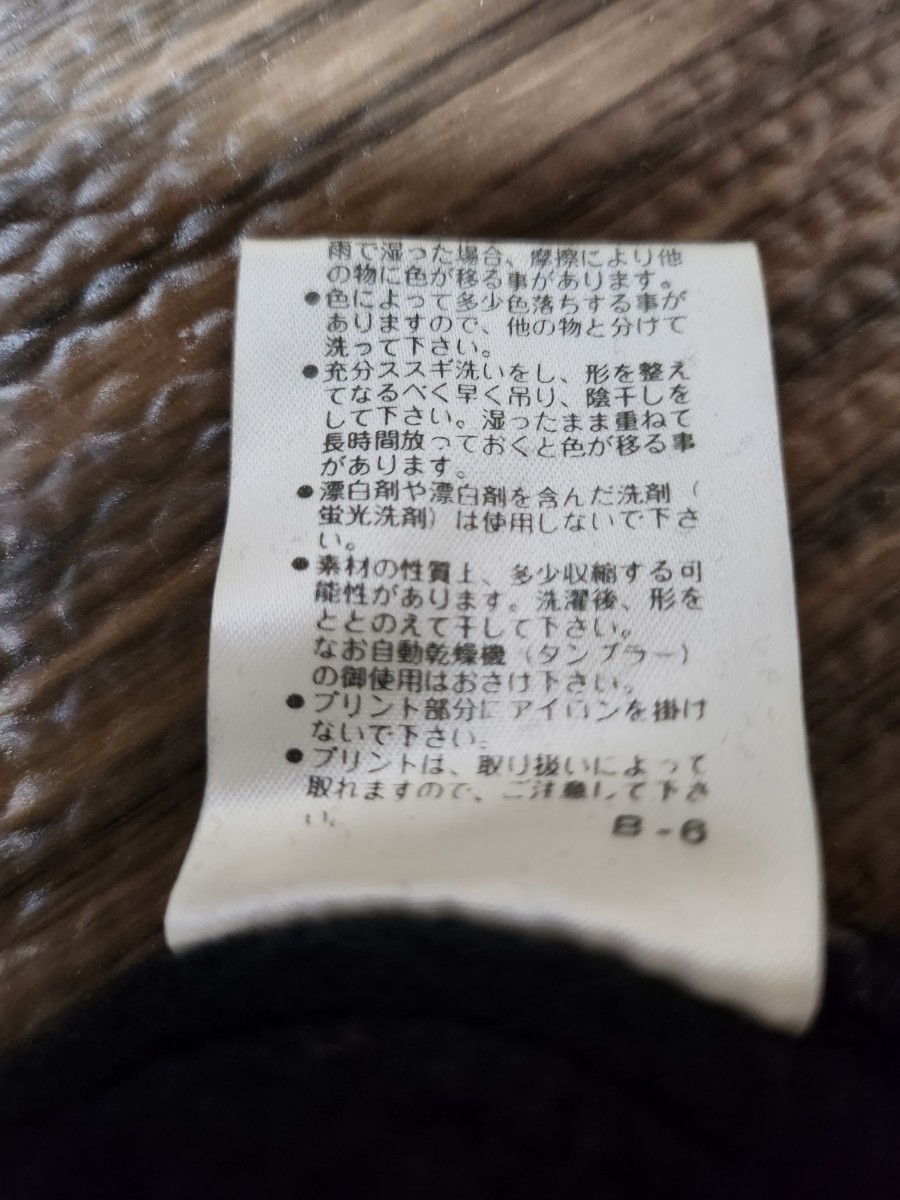 雨で湿った場合、摩擦により他
の物に色が移る事があります。
●色によって多少色落ちする事が
ありますので、他の物と分けて
洗って下さい。
●充分ススギ洗いをし、形を整え
てなるべく早く吊り、陰干しを
して下さい。湿ったまま重ねて
長時間放っておくと色が移る事
があります。
●漂白剤や漂白剤を含んだ洗剤（
蛍光洗剤）は使用しないで下さ
い。
●素材の性質上、多少収縮する可
能性があります。洗濯後、形を
ととのえて干して下さい。
なお自動乾燥機（タンブラー）
の御使用はおさけ下さい。
●プリント部分にアイロンを掛け
ないで下さい。
●プリントは、取り扱いによって
取れますので、ご注意して下さ
い。
B-6